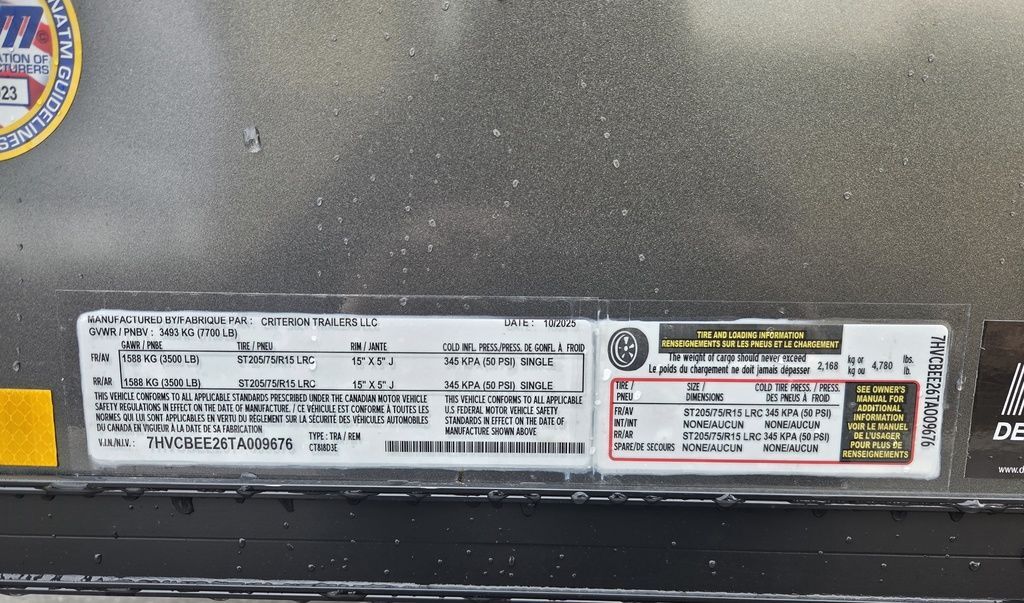 NATM GUIDELINES
ATION OF
CTURERS
023
MANUFACTURED BY/FABRIQUE PAR : CRITERION TRAILERS LLC DATE : 10/2025
GVWR / PNBV : 3493 KG (7700 LB)
GAWR / PNBE TIRE / PNEU RIM / JANTE COLD INFL PRESS./PRESS. DE GONFL. À FROID
FR/AV 1588 KG (3500 LB) ST205/75/R15 LRC 15" X 5" J 345 KPA (50 PSI) SINGLE
RR/AR 1588 KG (3500 LB) ST205/75/R15 LRC 15" X 5" J 345 KPA (50 PSI) SINGLE
THIS VEHICLE CONFORMS TO ALL APPLICABLE STANDARDS PRESCRIBED UNDER THE CANADIAN MOTOR VEHICLE
SAFETY REGULATIONS IN EFFECT ON THE DATE OF MANUFACTURE. / CE VÉHICULE EST CONFORME À TOUTES LES
NORMES QUI LUI SONT APPLICABLES EN VERTU DU RÈGLEMENT SUR LA SÉCURITÉ DES VÉHICULES AUTOMOBILES
DU CANADA EN VIGUEUR À LA DATE DE SA FABRICATION.
THIS VEHICLE CONFORMS TO ALL APPLICABLE
U.S FEDERAL MOTOR VEHICLE SAFETY
STANDARDS IN EFFECT ON THE DATE OF
MANUFACTURE SHOWN ABOVE
V.I.N./N.I.V. : 7HVCBEE26TA009676 TYPE : TRA / REM
CT8I8D3E
TIRE AND LOADING INFORMATION
RENSEIGNEMENTS SUR LES PNEUS ET LE CHARGEMENT
The weight of cargo should never exceed
Le poids du chargement ne doit jamais dépasser 2,168 kg or kg ou 4,780 lbs. lb.
TIRE / PNEU SIZE / DIMENSIONS COLD TIRE PRESS. / PRESS. DES PNEUS À FROID
FR/AV ST205/75/R15 LRC 345 KPA (50 PSI)
INT/INT NONE/AUCUN NONE/AUCUN
RR/AR ST205/75/R15 LRC 345 KPA (50 PSI)
SPARE/DE SECOURS NONE/AUCUN NONE/AUCUN
SEE OWNER'S
MANUAL FOR
ADDITIONAL
INFORMATION
VOIR LE MANUEL
DE L'USAGER
POUR PLUS DE
RENSEIGNEMENTS
7HVCBEE26TA009676
DE
www.d